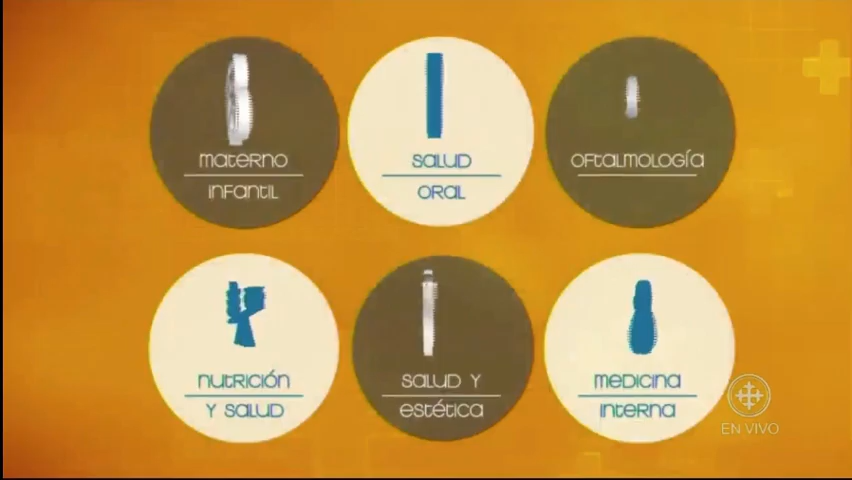 MATERNO
INFANTIL
SALUD
ORAL
OFTALMOLOGÍA
NUTRICIÓN
Y SALUD
SALUD Y
ESTÉTICA
MEDICINA
INTERNA
EN VIVO